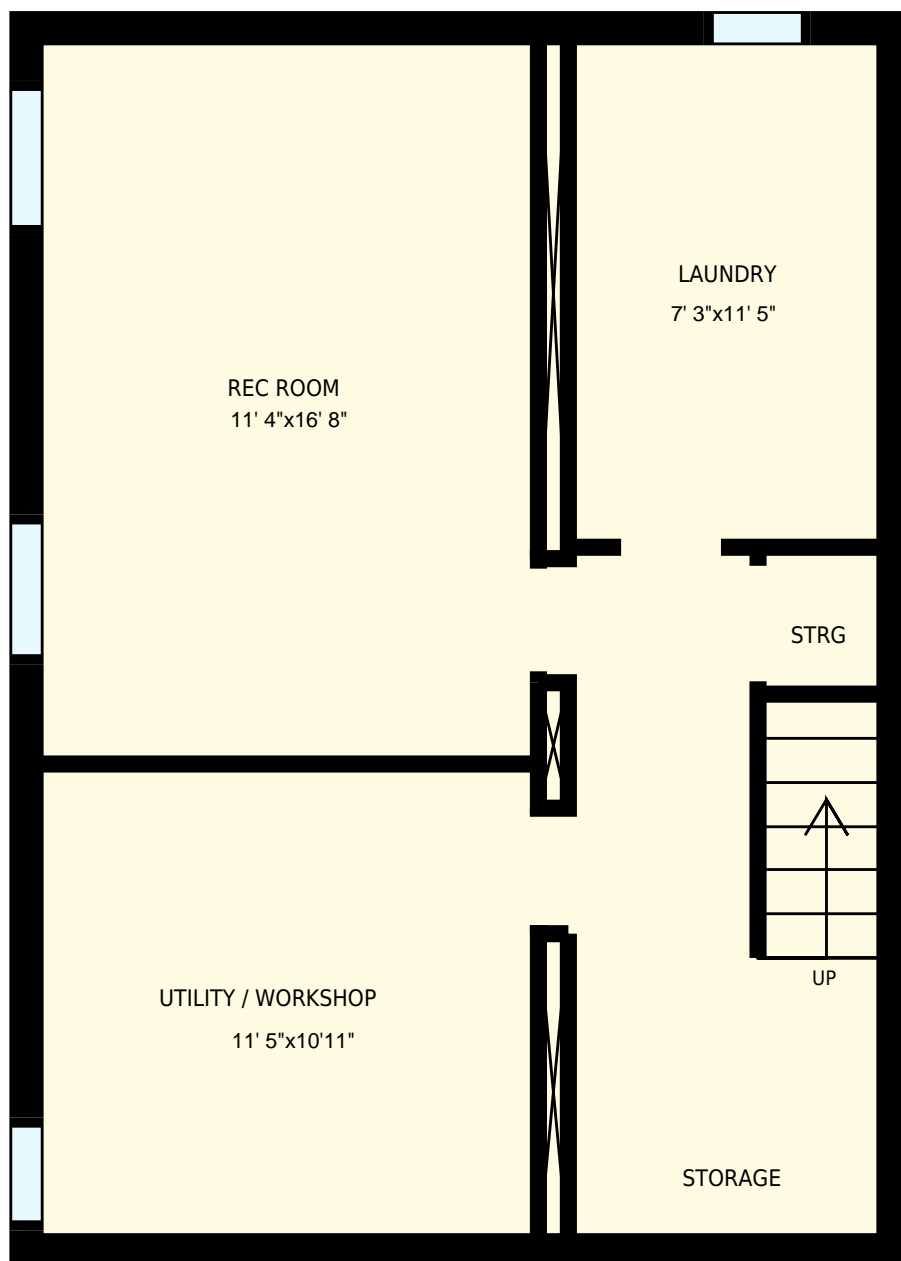 LAUNDRY
7' 3"x11' 5"
REC ROOM
11' 4"x16' 8"
STRG
UP
UTILITY / WORKSHOP
11' 5"x10'11"
STORAGE